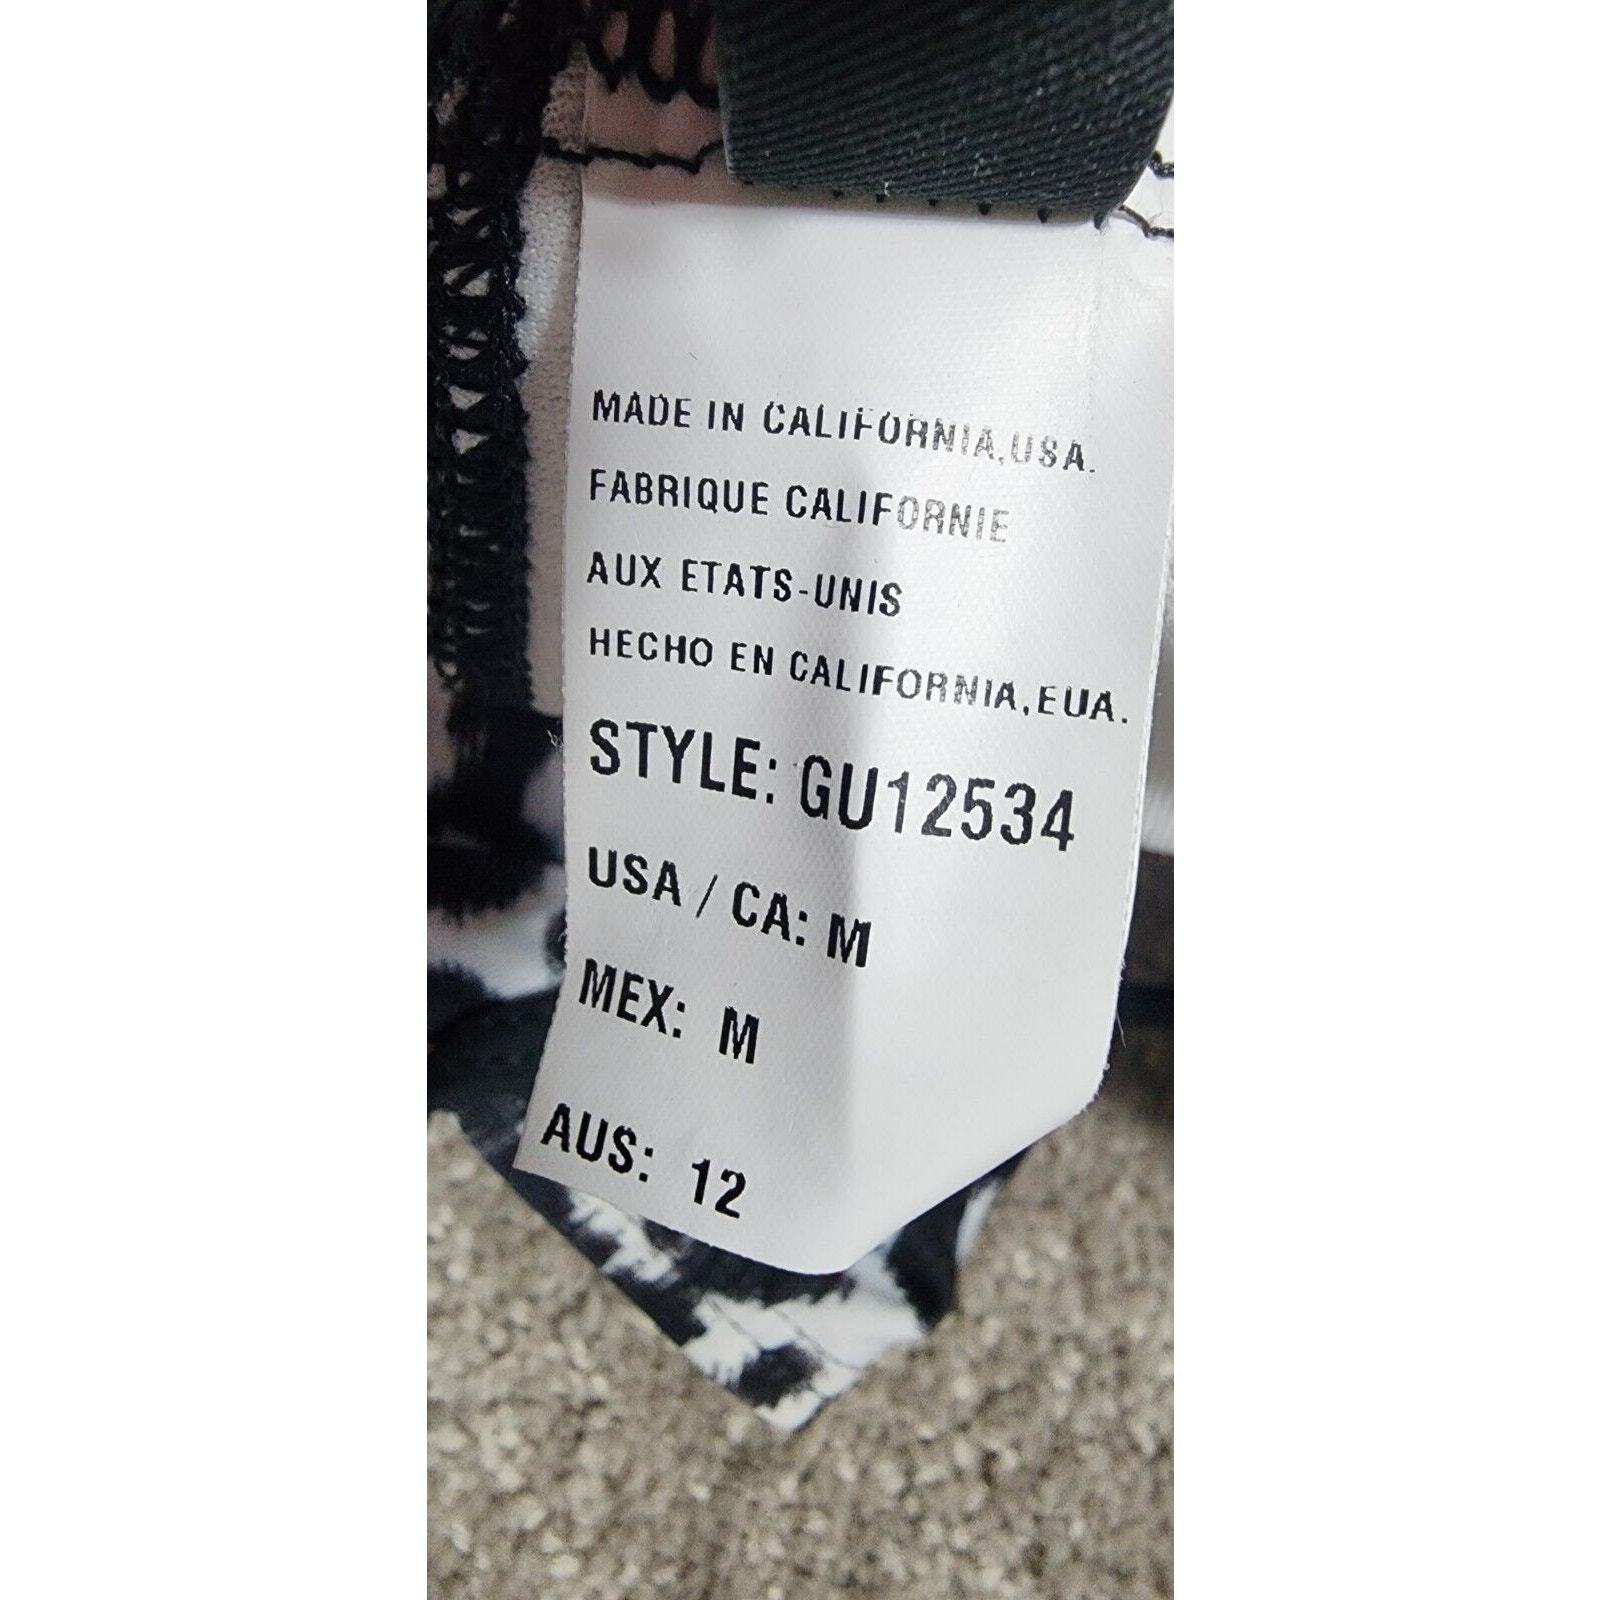 MADE IN CALIFORNIA,USA.
FABRIQUE CALIFORNIE
AUX ETATS-UNIS
HECHO EN CALIFORNIA,EUA.
STYLE: GU12534
USA / CA: M
MEX: M
AUS: 12